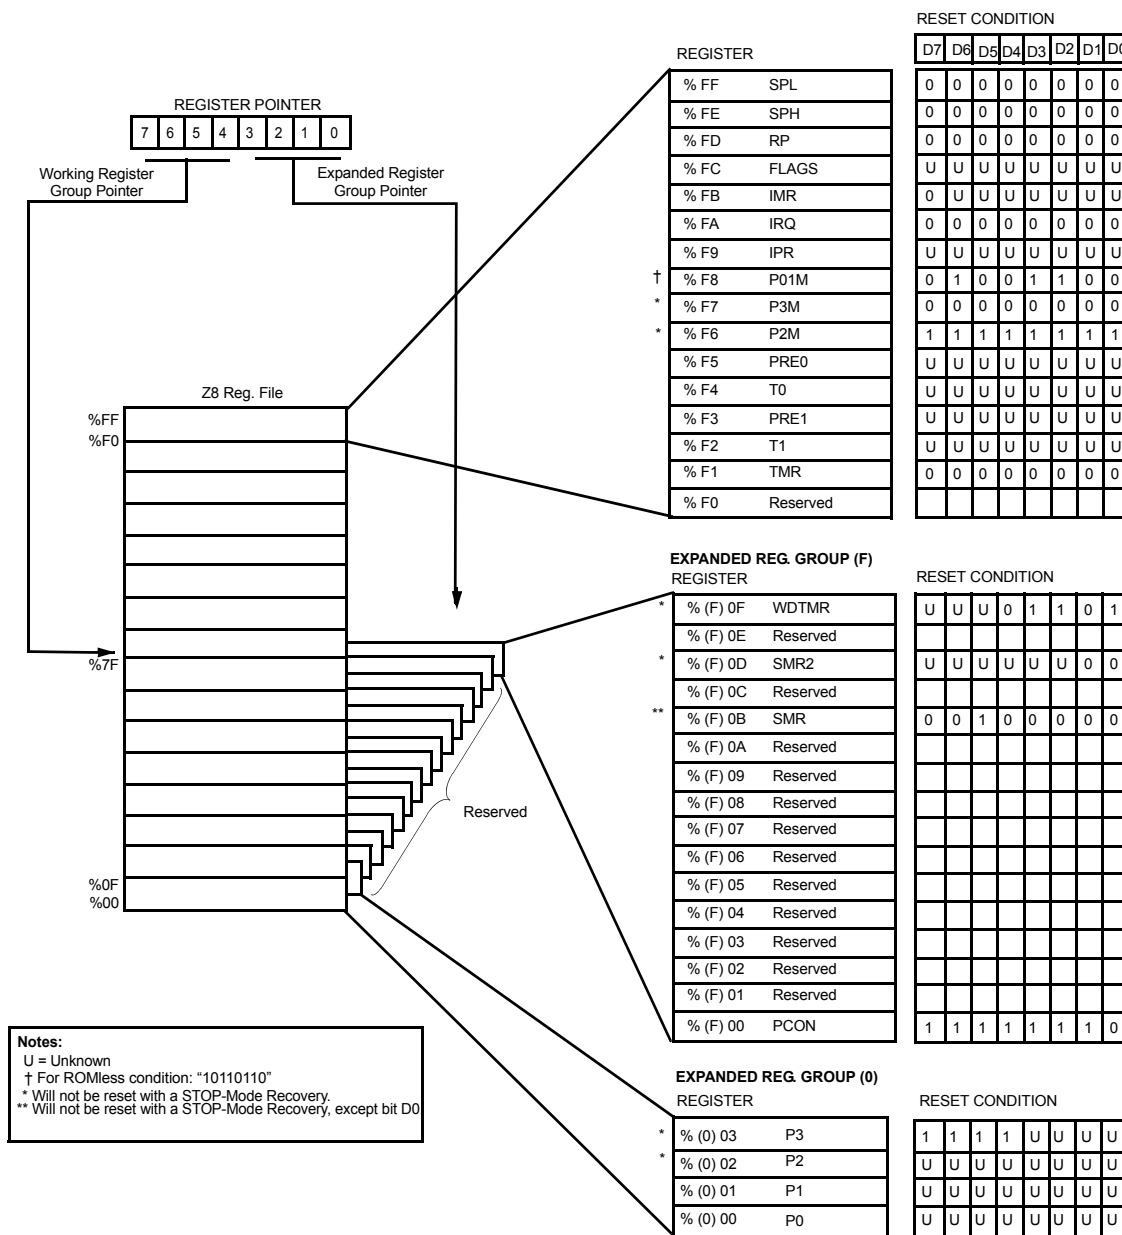 RESET CONDITION
REGISTER D7 D6 D5 D4 D3 D2 D1 D0
% FF SPL 0 0 0 0 0 0 0 0
% FE SPH 0 0 0 0 0 0 0 0
% FD RP 0 0 0 0 0 0 0 0
% FC FLAGS U U U U U U U U
% FB IMR 0 U U U U U U U
% FA IRQ 0 0 0 0 0 0 0 0
% F9 IPR U U U U U U U U
† % F8 P01M 0 1 0 0 1 1 0 0
* % F7 P3M 0 0 0 0 0 0 0 0
* % F6 P2M 1 1 1 1 1 1 1 1
% F5 PRE0 U U U U U U U U
% F4 T0 U U U U U U U U
% F3 PRE1 U U U U U U U U
% F2 T1 U U U U U U U U
% F1 TMR 0 0 0 0 0 0 0 0
% F0 Reserved
REGISTER POINTER
7 6 5 4 3 2 1 0
Working Register
Group Pointer
Expanded Register
Group Pointer
Z8 Reg. File
%FF
%F0
%7F
%0F
%00
Reserved
EXPANDED REG. GROUP (F)
REGISTER RESET CONDITION
* % (F) 0F WDTMR U U U 0 1 1 0 1
% (F) 0E Reserved
* % (F) 0D SMR2 U U U U U U 0 0
% (F) 0C Reserved
** % (F) 0B SMR 0 0 1 0 0 0 0 0
% (F) 0A Reserved
% (F) 09 Reserved
% (F) 08 Reserved
% (F) 07 Reserved
% (F) 06 Reserved
% (F) 05 Reserved
% (F) 04 Reserved
% (F) 03 Reserved
% (F) 02 Reserved
% (F) 01 Reserved
% (F) 00 PCON 1 1 1 1 1 1 1 0
EXPANDED REG. GROUP (0)
REGISTER RESET CONDITION
* % (0) 03 P3 1 1 1 1 U U U U
* % (0) 02 P2 U U U U U U U U
% (0) 01 P1 U U U U U U U U
% (0) 00 P0 U U U U U U U U
Notes:
U = Unknown
† For ROMless condition: “10110110”
* Will not be reset with a STOP-Mode Recovery.
** Will not be reset with a STOP-Mode Recovery, except bit D0